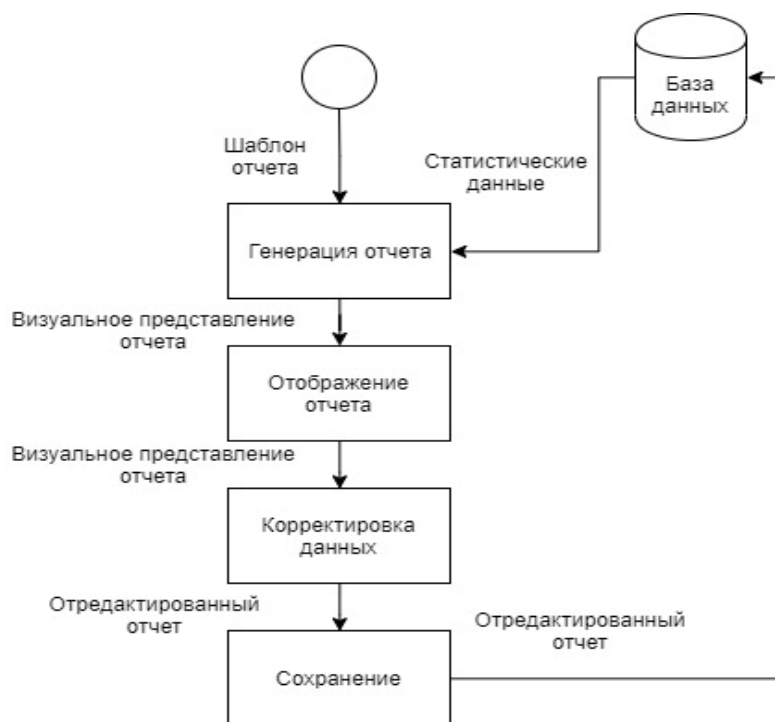 База
данных
Шаблон
отчета
Статистические
данные
Генерация отчета
Визуальное представление
отчета
Отображение
отчета
Визуальное представление
отчета
Корректировка
данных
Отредактированный
отчет
Отредактированный
отчет
Сохранение